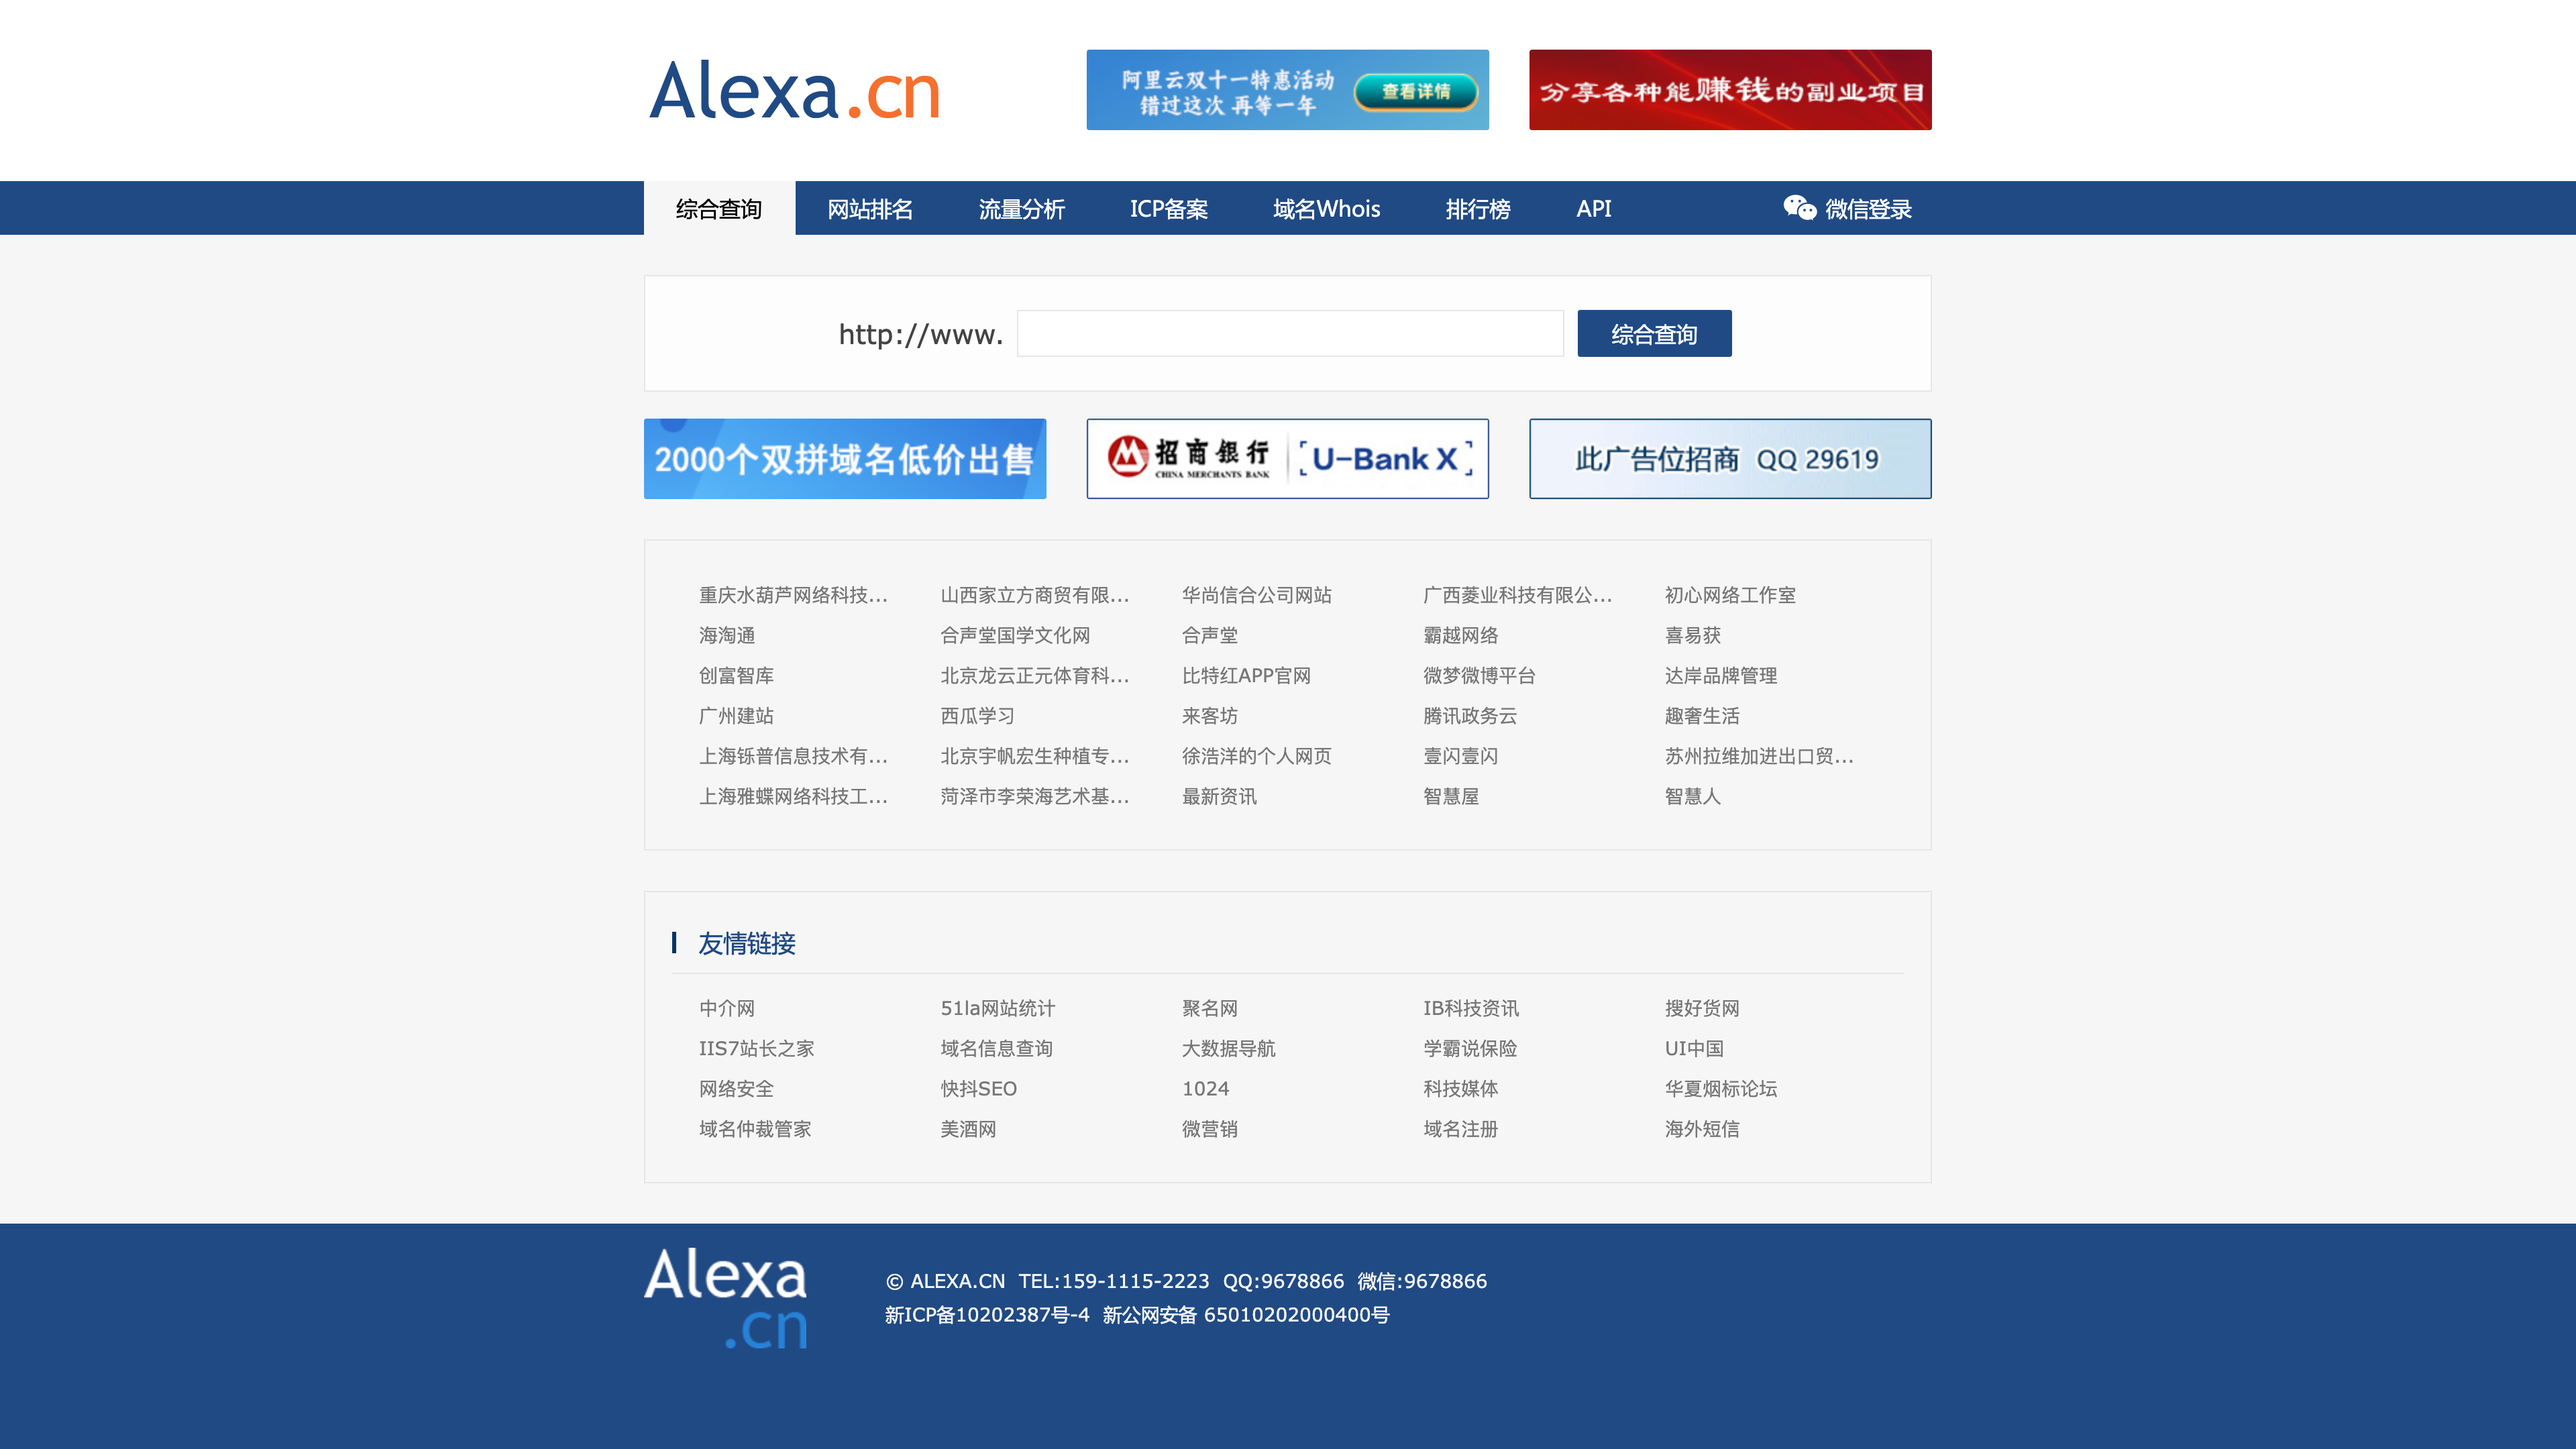 Alexa.cn
阿里云双十一特惠活动
错过这次 再等一年
查看详情
分享各种能赚钱的副业项目
综合查询 网站排名 流量分析 ICP备案 域名Whois 排行榜 API 微信登录
http://www. 综合查询
2000个双拼域名低价出售
招商银行 CHINA MERCHANTS BANK U-Bank X
此广告位招商 QQ 29619
重庆水葫芦网络科技... 山西家立方商贸有限... 华尚信合公司网站 广西菱业科技有限公... 初心网络工作室
海淘通 合声堂国学文化网 合声堂 霸越网络 喜易获
创富智库 北京龙云正元体育科... 比特红APP官网 微梦微博平台 达岸品牌管理
广州建站 西瓜学习 来客坊 腾讯政务云 趣奢生活
上海铄普信息技术有... 北京宇帆宏生种植专... 徐浩洋的个人网页 壹闪壹闪 苏州拉维加进出口贸...
上海雅蝶网络科技工... 菏泽市李荣海艺术基... 最新资讯 智慧屋 智慧人
友情链接
中介网 51la网站统计 聚名网 IB科技资讯 搜好货网
IIS7站长之家 域名信息查询 大数据导航 学霸说保险 UI中国
网络安全 快抖SEO 1024 科技媒体 华夏烟标论坛
域名仲裁管家 美酒网 微营销 域名注册 海外短信
Alexa
.cn
© ALEXA.CN TEL:159-1115-2223 QQ:9678866 微信:9678866
新ICP备10202387号-4 新公网安备 65010202000400号